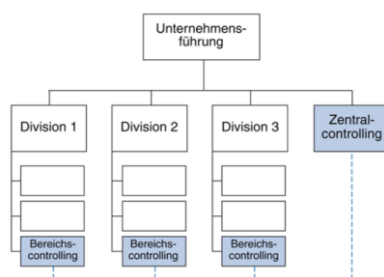 Unternehmens-
führung
Division 1
Division 2
Division 3
Zentral-
controlling
Bereichs-
controlling
Bereichs-
controlling
Bereichs-
controlling